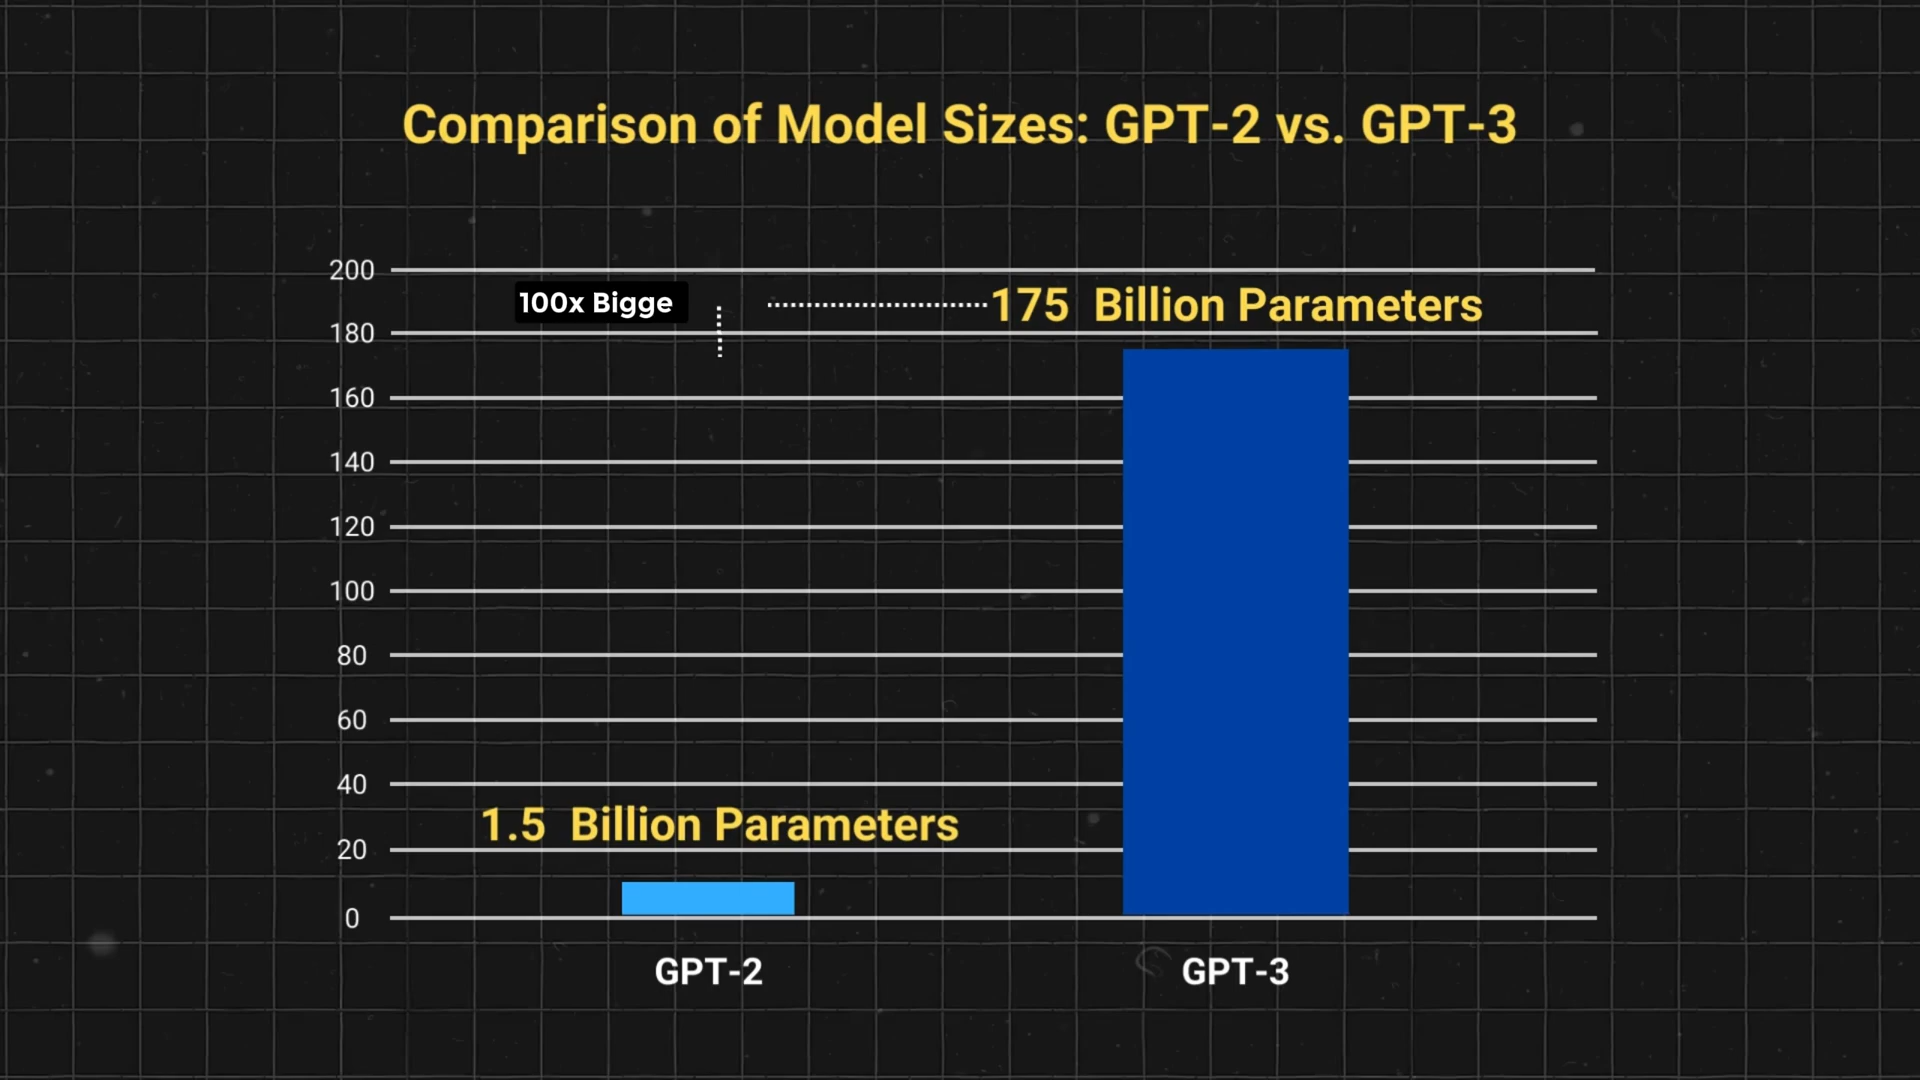 Comparison of Model Sizes: GPT-2 vs. GPT-3
200
100x Bigge
175 Billion Parameters
180
160
140
120
100
80
60
40
1.5 Billion Parameters
20
0
GPT-2
GPT-3